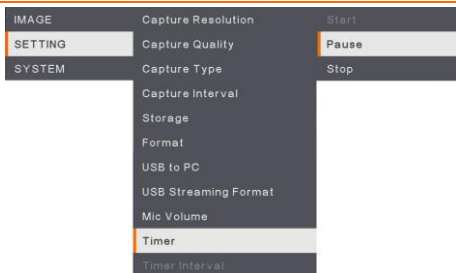 IMAGE
SETTING
SYSTEM
Capture Resolution
Capture Quality
Capture Type
Capture Interval
Storage
Format
USB to PC
USB Streaming Format
Mic Volume
Timer
Timer Interval
Start
Pause
Stop